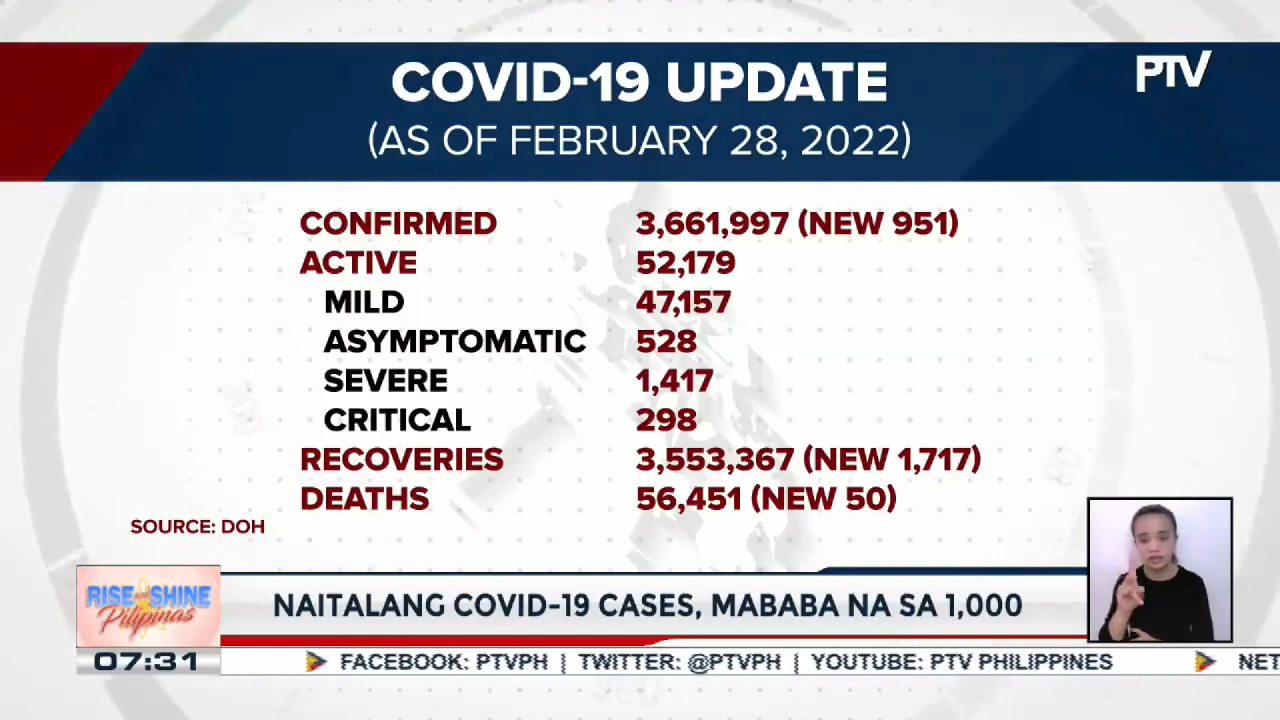 COVID-19 UPDATE
PTV
(AS OF FEBRUARY 28, 2022)
CONFIRMED 3,661,997 (NEW 951)
ACTIVE 52,179
MILD 47,157
ASYMPTOMATIC 528
SEVERE 1,417
CRITICAL 298
RECOVERIES 3,553,367 (NEW 1,717)
DEATHS 56,451 (NEW 50)
SOURCE: DOH
RISE AND SHINE
Pilipinas
NAITALANG COVID-19 CASES, MABABA NA SA 1,000
07:31
FACEBOOK: PTVPH | TWITTER: @PTVPH | YOUTUBE: PTV PHILIPPINES NET